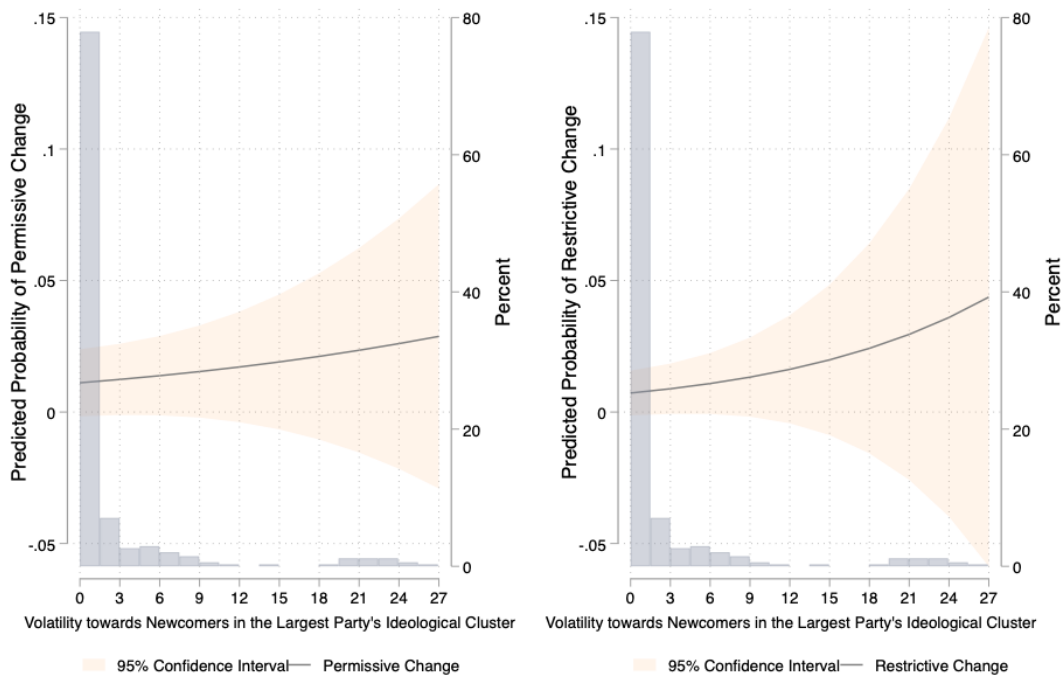 Predicted Probability of Permissive Change
.15
.1
.05
0
-.05
80
60
40
20
0
Percent
0 3 6 9 12 15 18 21 24 27
Volatility towards Newcomers in the Largest Party's Ideological Cluster
95% Confidence Interval Permissive Change
Predicted Probability of Restrictive Change
.15
.1
.05
0
-.05
80
60
40
20
0
Percent
0 3 6 9 12 15 18 21 24 27
Volatility towards Newcomers in the Largest Party's Ideological Cluster
95% Confidence Interval Restrictive Change